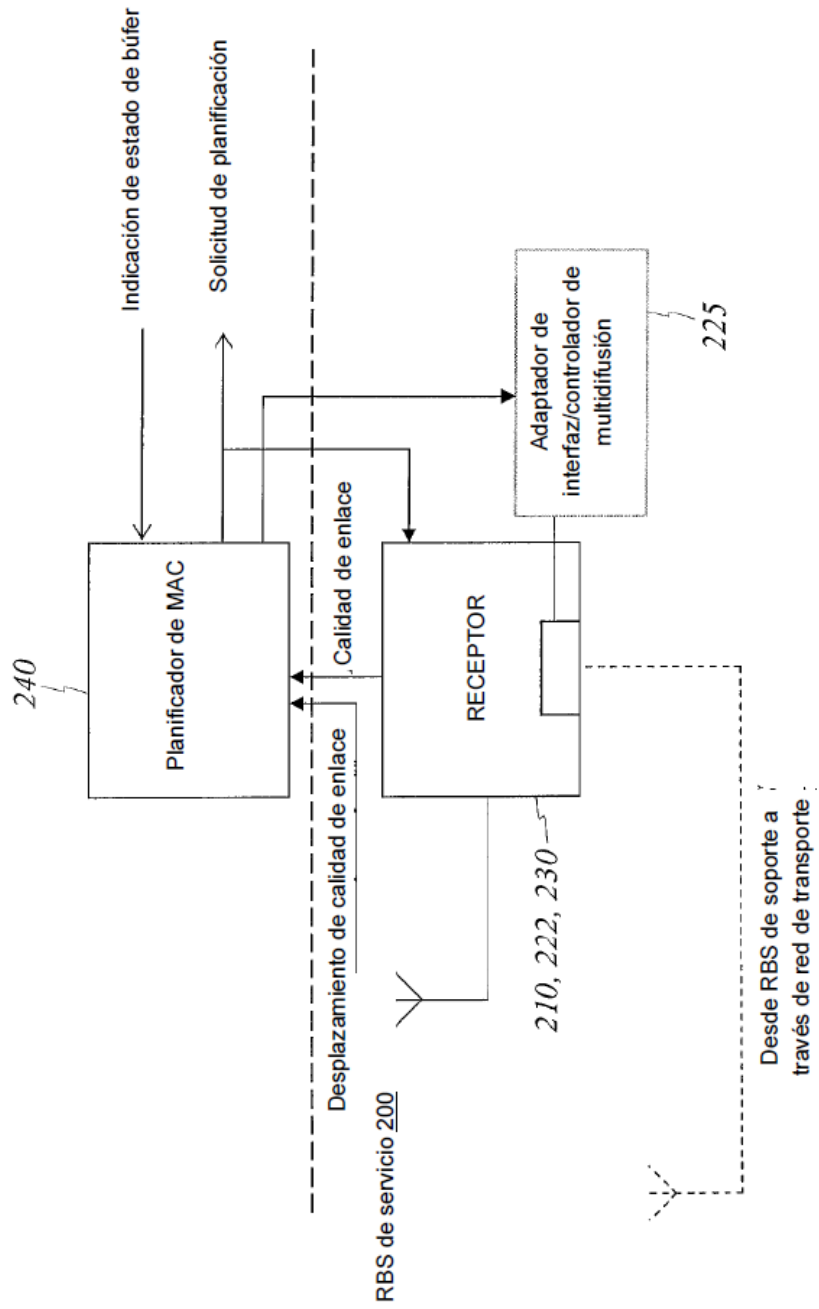 Indicación de estado de búfer
Solicitud de planificación
240
Planificador de MAC
Desplazamiento de calidad de enlace
Calidad de enlace
RBS de servicio 200
RECEPTOR
210, 222, 230
Adaptador de
interfaz/controlador de
multidifusión
225
Desde RBS de soporte a
través de red de transporte